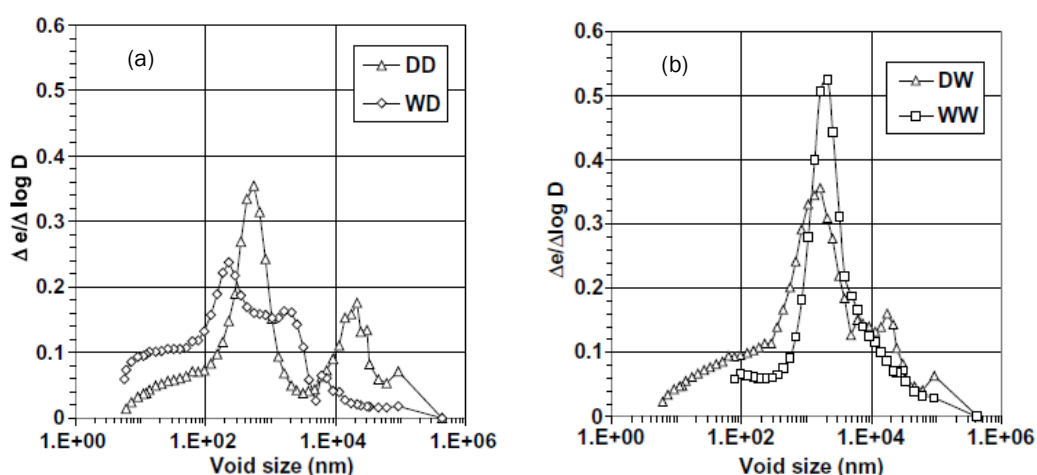 0.6
0.5
0.4
0.3
0.2
0.1
0
Δ e/Δ log D
(a)
DD
WD
1.E+00
1.E+02
1.E+04
1.E+06
Void size (nm)
0.6
0.5
0.4
0.3
0.2
0.1
0
Δe/Δlog D
(b)
DW
WW
1.E+00
1.E+02
1.E+04
1.E+06
Void size (nm)